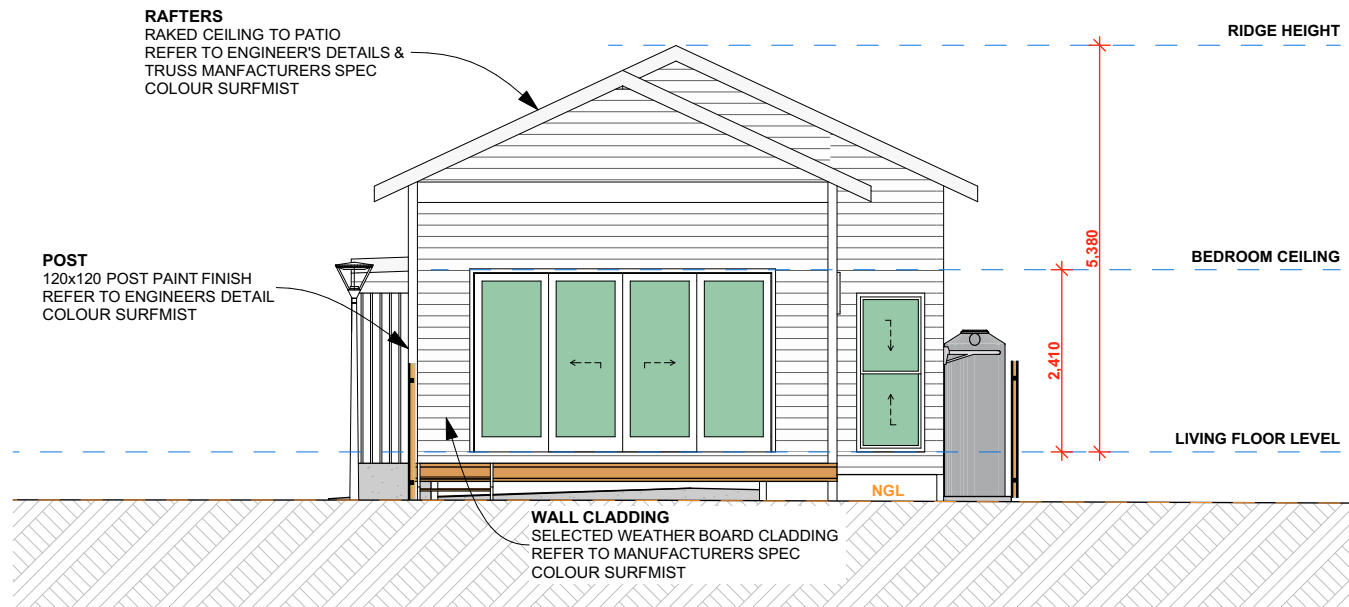 RAFTERS
RAKED CEILING TO PATIO
REFER TO ENGINEER'S DETAILS &
TRUSS MANFACTURERS SPEC
COLOUR SURFMIST
RIDGE HEIGHT
POST
120x120 POST PAINT FINISH
REFER TO ENGINEERS DETAIL
COLOUR SURFMIST
5,380
BEDROOM CEILING
2,410
LIVING FLOOR LEVEL
NGL
WALL CLADDING
SELECTED WEATHER BOARD CLADDING
REFER TO MANUFACTURERS SPEC
COLOUR SURFMIST